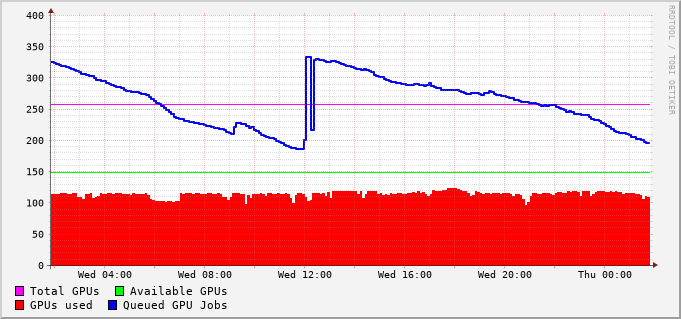 400
350
300
250
200
150
100
50
0
Wed 04:00 Wed 08:00 Wed 12:00 Wed 16:00 Wed 20:00 Thu 00:00
Total GPUs Available GPUs
GPUs used Queued GPU Jobs
RRDTOOL / TOBI OETIKER